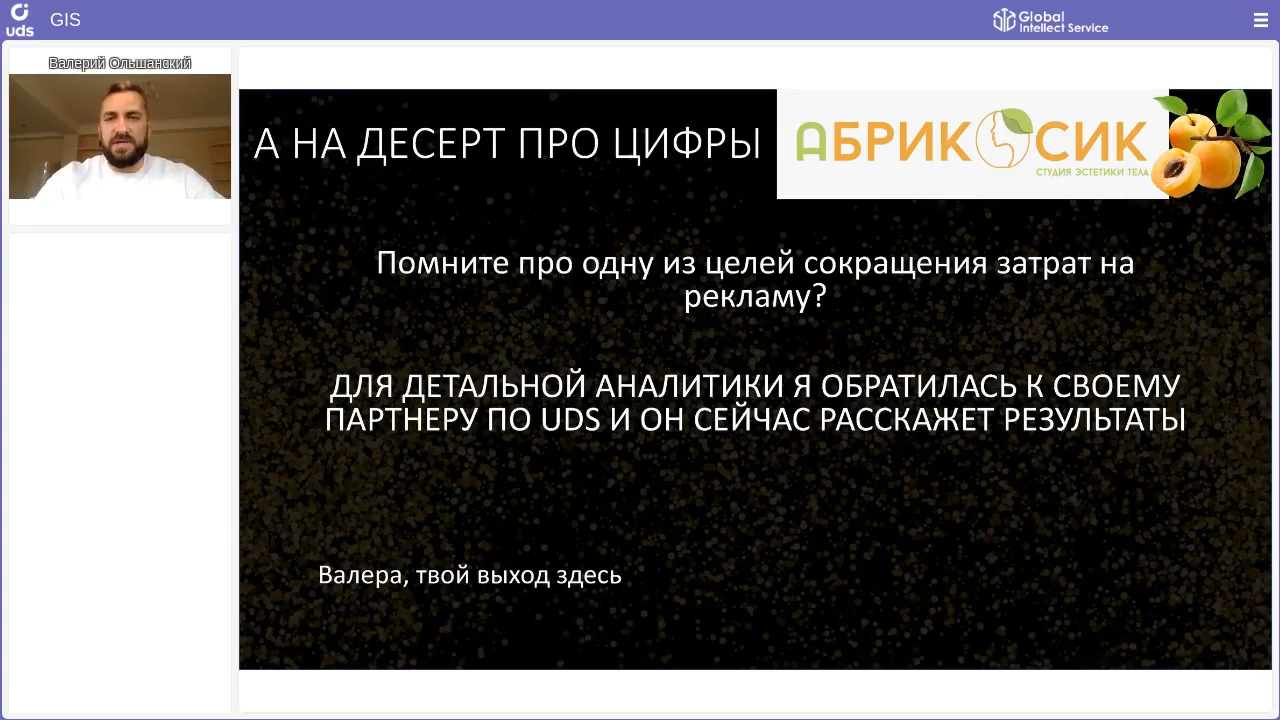 uds
GIS
Global
Intellect Service
Валерий Ольшанский
А НА ДЕСЕРТ ПРО ЦИФРЫ
АБРИКОСИК
СТУДИЯ ЭСТЕТИКИ ТЕЛА
Помните про одну из целей сокращения затрат на
рекламу?
ДЛЯ ДЕТАЛЬНОЙ АНАЛИТИКИ Я ОБРАТИЛАСЬ К СВОЕМУ
ПАРТНЕРУ ПО UDS И ОН СЕЙЧАС РАССКАЖЕТ РЕЗУЛЬТАТЫ
Валера, твой выход здесь